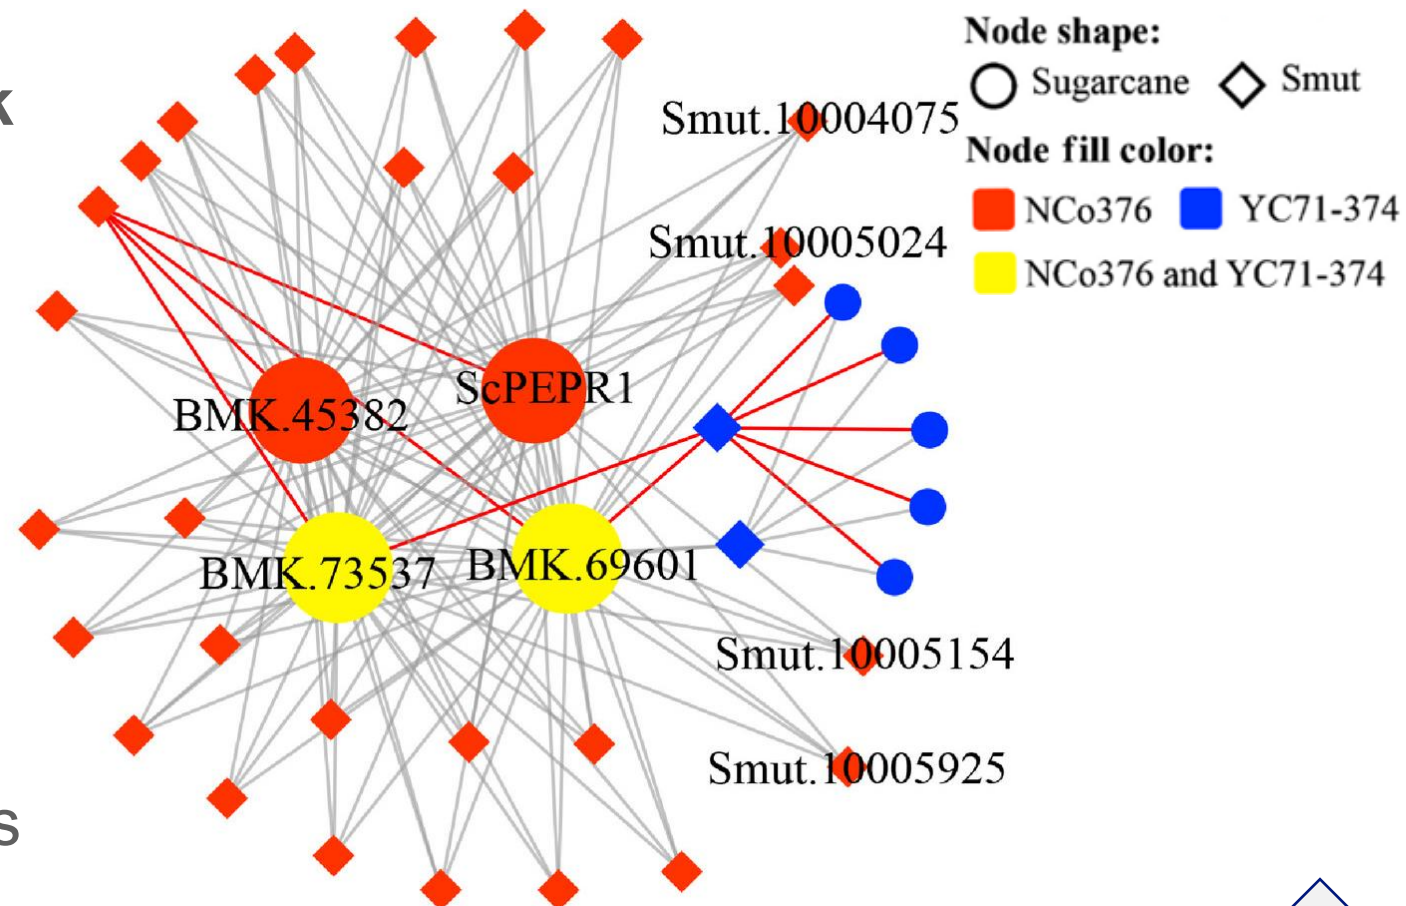 k
s
Smut.10004075
Smut.10005024
BMK.45382
ScPEPR1
BMK.73537
BMK.69601
Smut.10005154
Smut.10005925
Node shape:
Sugarcane
Smut
Node fill color:
NCo376
YC71-374
NCo376 and YC71-374